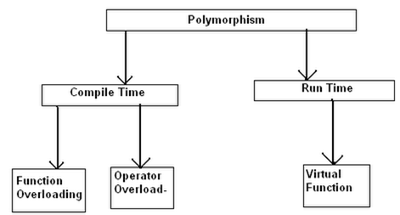 Polymorphism
Compile Time
Run Time
Function
Overloading
Operator
Overload-
Virtual
Function